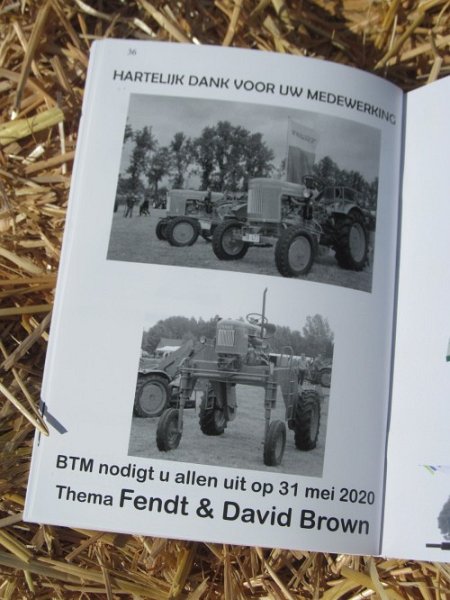 36
HARTELIJK DANK VOOR UW MEDEWERKING
BTM nodigt u allen uit op 31 mei 2020
Thema Fendt & David Brown